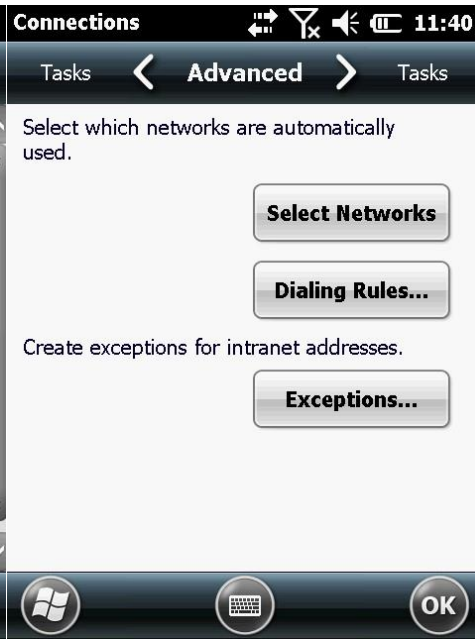 Connections 11:40
Tasks Advanced Tasks
Select which networks are automatically
used.
Select Networks
Dialing Rules...
Create exceptions for intranet addresses.
Exceptions...
OK